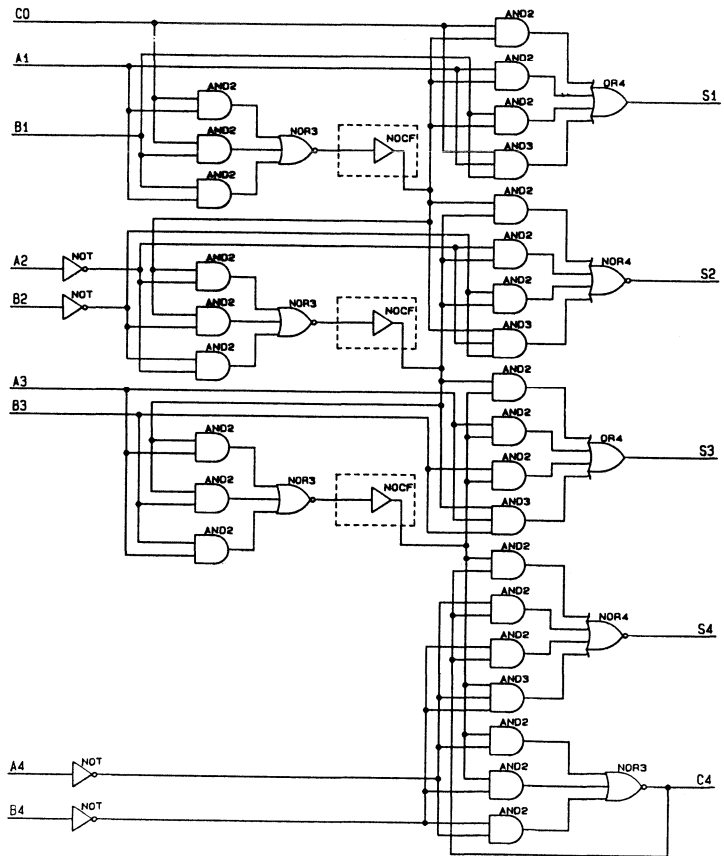 C0
AND2
A1
AND2
OR4
S1
AND2
AND2
B1
AND2
NOR3
NOCF
AND3
AND2
AND2
A2
NOT
AND2
AND2
NOR4
S2
B2
NOT
AND2
NOR3
NOCF
AND2
AND2
AND3
A3
AND2
B3
AND2
AND2
OR4
S3
AND2
NOR3
NOCF
AND2
AND2
AND3
AND2
AND2
NOR4
S4
AND2
AND3
AND2
A4
NOT
NOR3
C4
AND2
B4
NOT
AND2